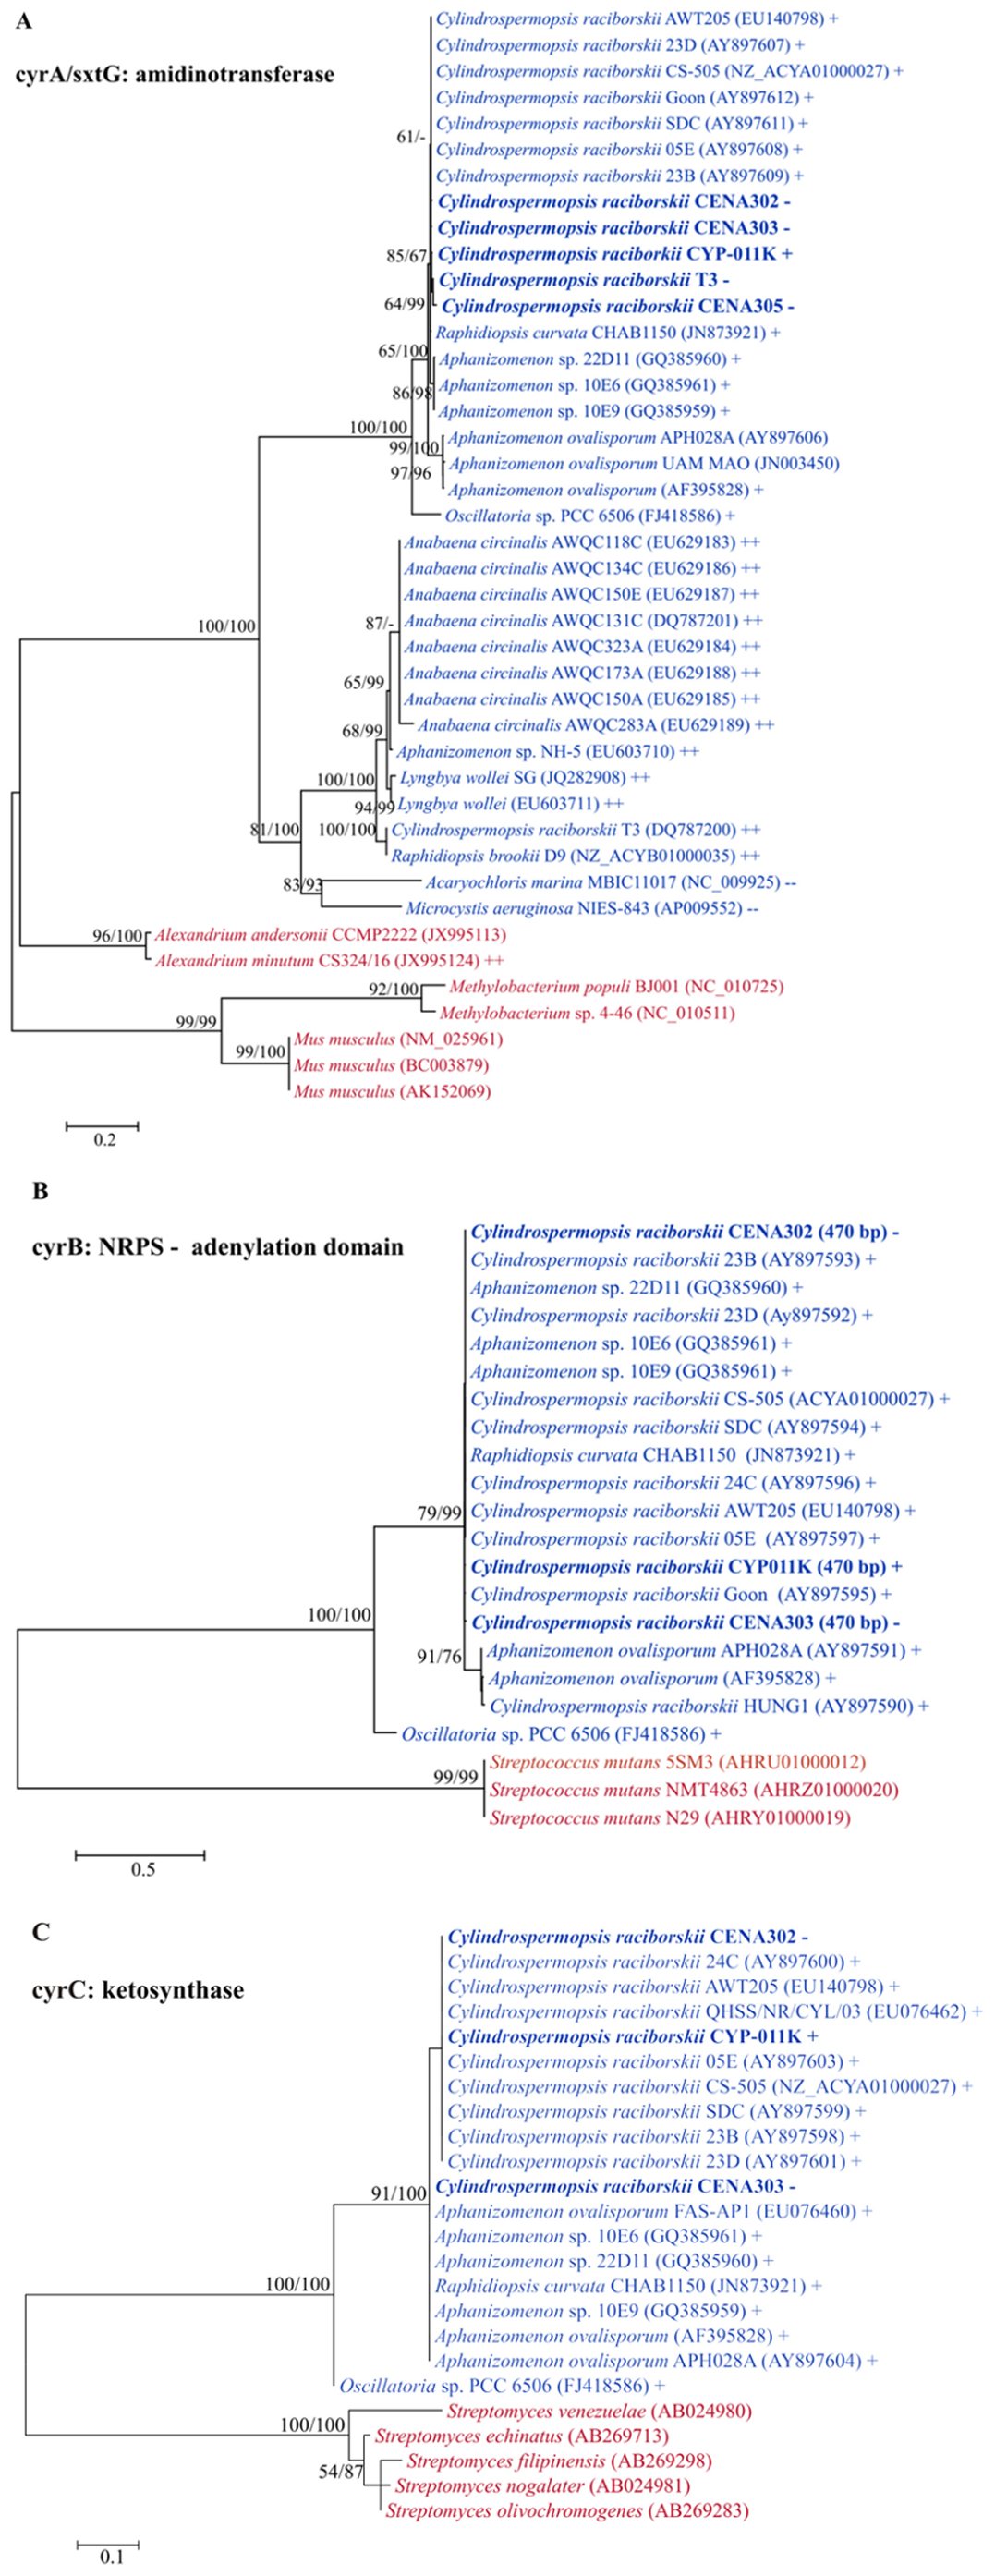 A
cyrA/sxtG: amidinotransferase
Cylindrospermopsis raciborskii AWT205 (EU140798) +
Cylindrospermopsis raciborskii 23D (AY897607) +
Cylindrospermopsis raciborskii CS-505 (NZ_ACYA01000027) +
Cylindrospermopsis raciborskii Goon (AY897612) +
Cylindrospermopsis raciborskii SDC (AY897611) +
61/-
Cylindrospermopsis raciborskii 05E (AY897608) +
Cylindrospermopsis raciborskii 23B (AY897609) +
Cylindrospermopsis raciborskii CENA302 -
Cylindrospermopsis raciborskii CENA303 -
85/67
Cylindrospermopsis raciborkii CYP-011K +
Cylindrospermopsis raciborkii T3 -
64/99
Cylindrospermopsis raciborskii CENA305 -
Raphidiopsis curvata CHAB1150 (JN873921) +
65/100
Aphanizomenon sp. 22D11 (GQ385960) +
Aphanizomenon sp. 10E6 (GQ385961) +
86/98
Aphanizomenon sp. 10E9 (GQ385959) +
100/100
Aphanizomenon ovalisporum APH028A (AY897606)
99/100
Aphanizomenon ovalisporum UAM MAO (JN003450)
97/96
Aphanizomenon ovalisporum (AF395828) +
Oscillatoria sp. PCC 6506 (FJ418586) +
Anabaena circinalis AWQC118C (EU629183) ++
Anabaena circinalis AWQC134C (EU629186) ++
Anabaena circinalis AWQC150E (EU629187) ++
87/-
Anabaena circinalis AWQC131C (DQ787201) ++
100/100
Anabaena circinalis AWQC323A (EU629184) ++
Anabaena circinalis AWQC173A (EU629188) ++
65/99
Anabaena circinalis AWQC150A (EU629185) ++
Anabaena circinalis AWQC283A (EU629189) ++
68/99
Aphanizomenon sp. NH-5 (EU603710) ++
100/100
Lyngbya wollei SG (JQ282908) ++
94/99
Lyngbya wollei (EU603711) ++
81/100
100/100
Cylindrospermopsis raciborskii T3 (DQ787200) ++
Raphidiopsis brookii D9 (NZ_ACYB01000035) ++
83/93
Acaryochloris marina MBIC11017 (NC_009925) --
Microcystis aeruginosa NIES-843 (AP009552) --
96/100
Alexandrium andersonii CCMP2222 (JX995113)
Alexandrium minutum CS324/16 (JX995124) ++
92/100
Methylobacterium populi BJ001 (NC_010725)
Methylobacterium sp. 4-46 (NC_010511)
99/99
Mus musculus (NM_025961)
99/100
Mus musculus (BC003879)
Mus musculus (AK152069)
0.2
B
cyrB: NRPS - adenylation domain
Cylindrospermopsis raciborskii CENA302 (470 bp) -
Cylindrospermopsis raciborskii 23B (AY897593) +
Aphanizomenon sp. 22D11 (GQ385960) +
Cylindrospermopsis raciborskii 23D (Ay897592) +
Aphanizomenon sp. 10E6 (GQ385961) +
Aphanizomenon sp. 10E9 (GQ385961) +
Cylindrospermopsis raciborskii CS-505 (ACYA01000027) +
Cylindrospermopsis raciborskii SDC (AY897594) +
Raphidiopsis curvata CHAB1150 (JN873921) +
Cylindrospermopsis raciborskii 24C (AY897596) +
79/99
Cylindrospermopsis raciborskii AWT205 (EU140798) +
Cylindrospermopsis raciborskii 05E (AY897597) +
Cylindrospermopsis raciborskii CYP011K (470 bp) +
Cylindrospermopsis raciborskii Goon (AY897595) +
100/100
Cylindrospermopsis raciborskii CENA303 (470 bp) -
91/76
Aphanizomenon ovalisporum APH028A (AY897591) +
Aphanizomenon ovalisporum (AF395828) +
Cylindrospermopsis raciborskii HUNG1 (AY897590) +
Oscillatoria sp. PCC 6506 (FJ418586) +
Streptococcus mutans 5SM3 (AHRU01000012)
99/99
Streptococcus mutans NMT4863 (AHRZ01000020)
Streptococcus mutans N29 (AHRY01000019)
0.5
C
cyrC: ketosynthase
Cylindrospermopsis raciborskii CENA302 -
Cylindrospermopsis raciborskii 24C (AY897600) +
Cylindrospermopsis raciborskii AWT205 (EU140798) +
Cylindrospermopsis raciborskii QHSS/NR/CYL/03 (EU076462) +
Cylindrospermopsis raciborskii CYP-011K +
Cylindrospermopsis raciborskii 05E (AY897603) +
Cylindrospermopsis raciborskii CS-505 (NZ_ACYA01000027) +
Cylindrospermopsis raciborskii SDC (AY897599) +
Cylindrospermopsis raciborskii 23B (AY897598) +
Cylindrospermopsis raciborskii 23D (AY897601) +
91/100
Cylindrospermopsis raciborskii CENA303 -
Aphanizomenon ovalisporum FAS-AP1 (EU076460) +
Aphanizomenon sp. 10E6 (GQ385961) +
Aphanizomenon sp. 22D11 (GQ385960) +
100/100
Raphidiopsis curvata CHAB1150 (JN873921) +
Aphanizomenon sp. 10E9 (GQ385959) +
Aphanizomenon ovalisporum (AF395828) +
Aphanizomenon ovalisporum APH028A (AY897604) +
Oscillatoria sp. PCC 6506 (FJ418586) +
Streptomyces venezuelae (AB024980)
100/100
Streptomyces echinatus (AB269713)
Streptomyces filipinensis (AB269298)
54/87
Streptomyces nogalater (AB024981)
Streptomyces olivochromogenes (AB269283)
0.1